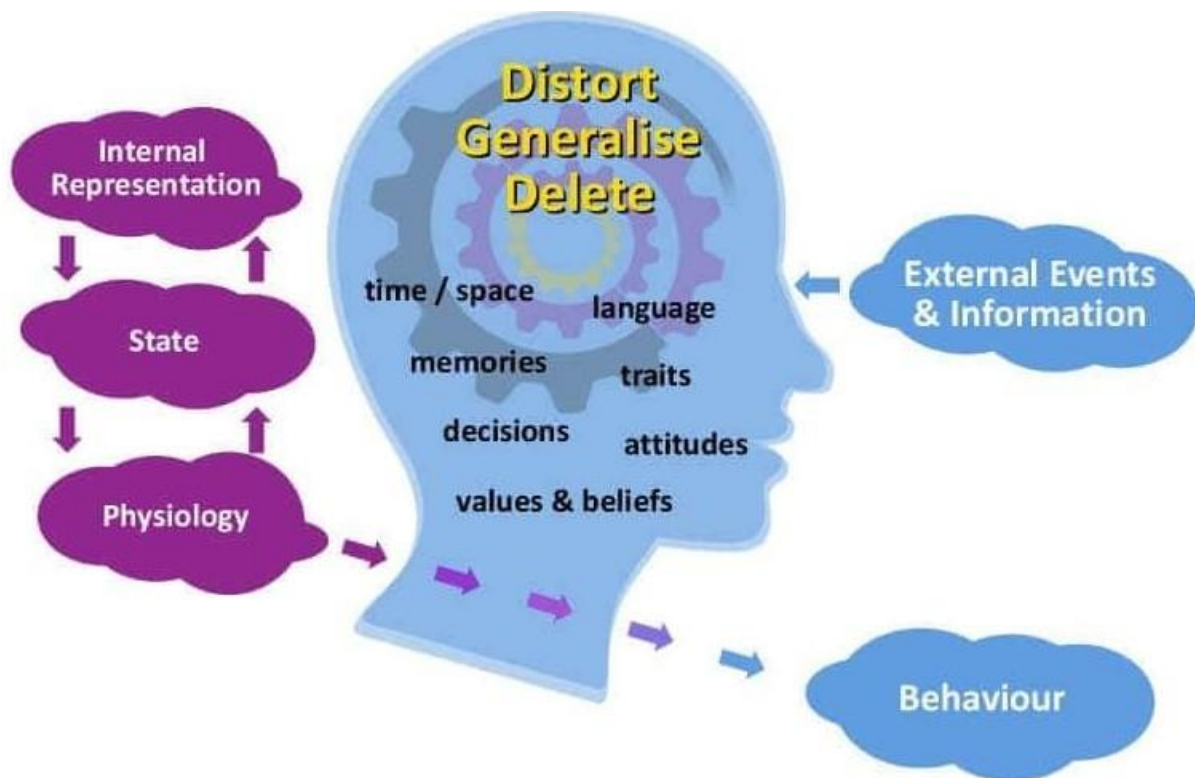 Distort
Generalise
Delete
Internal
Representation
State
Physiology
time / space
language
memories
traits
decisions
attitudes
values & beliefs
External Events
& Information
Behaviour